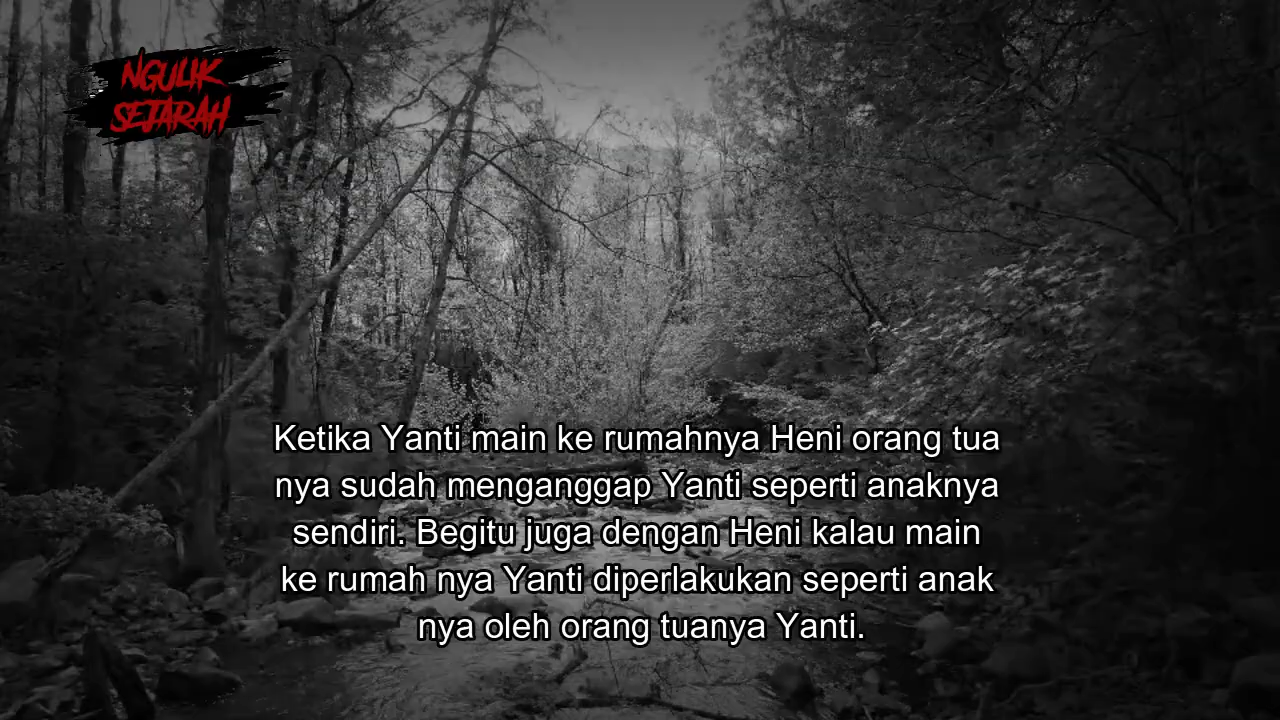 NGULIK
SEJARAH
Ketika Yanti main ke rumahnya Heni orang tua
nya sudah menganggap Yanti seperti anaknya
sendiri. Begitu juga dengan Heni kalau main
ke rumah nya Yanti diperlakukan seperti anak
nya oleh orang tuanya Yanti.